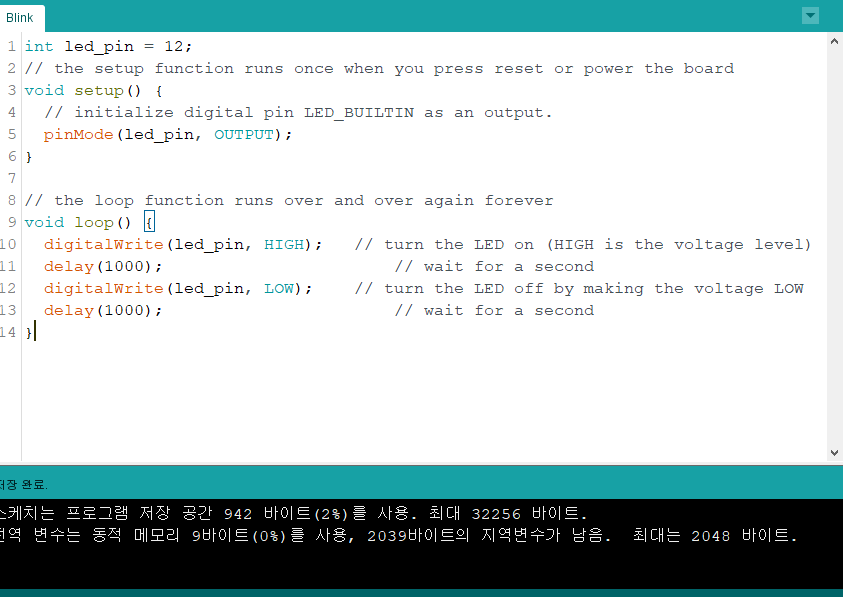 Blink
1 int led_pin = 12;
2 // the setup function runs once when you press reset or power the board
3 void setup() {
4   // initialize digital pin LED_BUILTIN as an output.
5   pinMode(led_pin, OUTPUT);
6 }
7
8 // the loop function runs over and over again forever
9 void loop() {
10   digitalWrite(led_pin, HIGH);   // turn the LED on (HIGH is the voltage level)
11   delay(1000);                       // wait for a second
12   digitalWrite(led_pin, LOW);    // turn the LED off by making the voltage LOW
13   delay(1000);                       // wait for a second
14 }
저장 완료.
스케치는 프로그램 저장 공간 942 바이트(2%)를 사용. 최대 32256 바이트.
전역 변수는 동적 메모리 9바이트(0%)를 사용, 2039바이트의 지역변수가 남음.  최대는 2048 바이트.